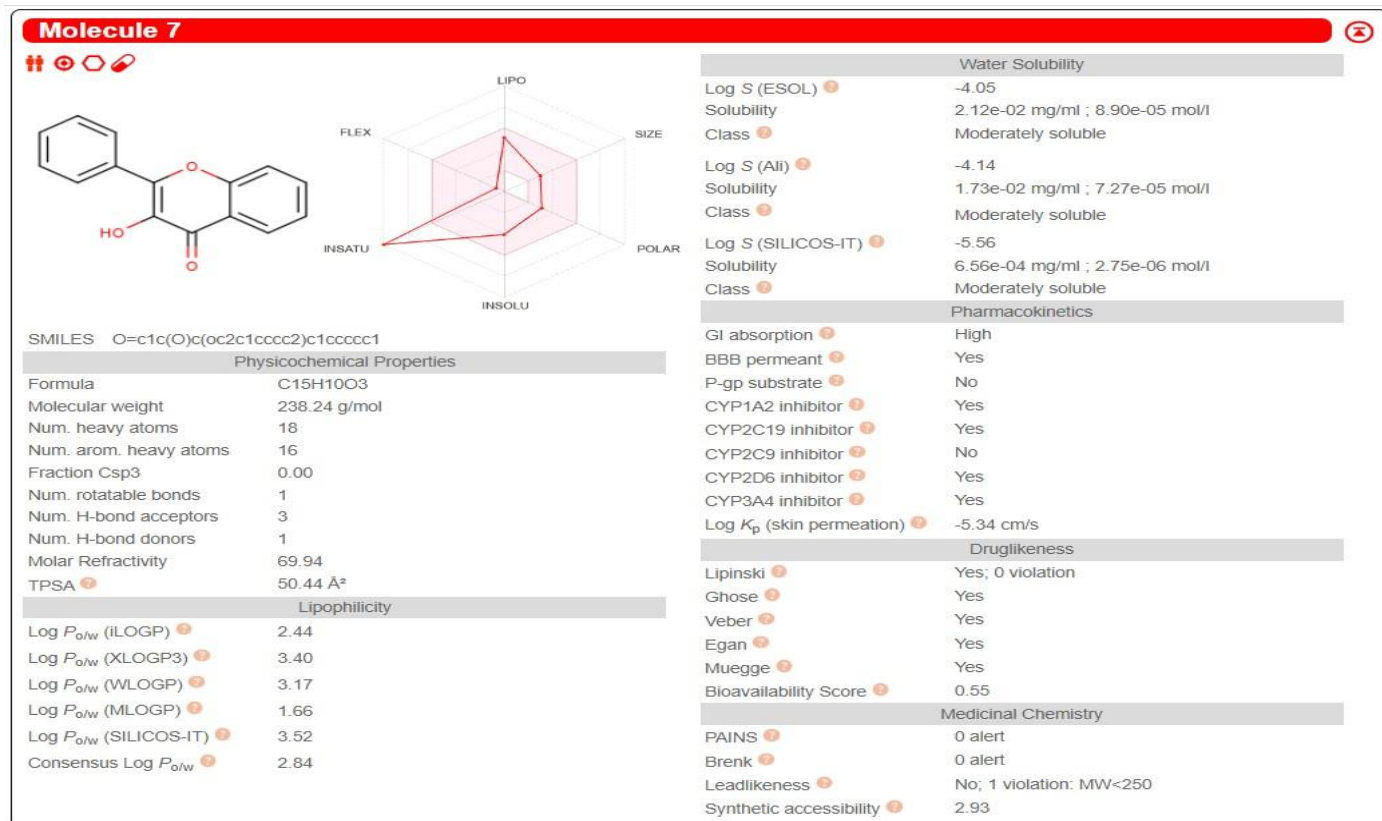 Molecule 7
LIPO
FLEX
SIZE
O
HO
O
INSATU
POLAR
INSOLU
SMILES O=c1c(O)c(oc2c1cccc2)c1ccccc1
Physicochemical Properties
Formula C15H10O3
Molecular weight 238.24 g/mol
Num. heavy atoms 18
Num. arom. heavy atoms 16
Fraction Csp3 0.00
Num. rotatable bonds 1
Num. H-bond acceptors 3
Num. H-bond donors 1
Molar Refractivity 69.94
TPSA ? 50.44 Å²
Lipophilicity
Log Po/w (iLOGP) ? 2.44
Log Po/w (XLOGP3) ? 3.40
Log Po/w (WLOGP) ? 3.17
Log Po/w (MLOGP) ? 1.66
Log Po/w (SILICOS-IT) ? 3.52
Consensus Log Po/w ? 2.84
Water Solubility
Log S (ESOL) ? -4.05
Solubility 2.12e-02 mg/ml ; 8.90e-05 mol/l
Class ? Moderately soluble
Log S (Ali) ? -4.14
Solubility 1.73e-02 mg/ml ; 7.27e-05 mol/l
Class ? Moderately soluble
Log S (SILICOS-IT) ? -5.56
Solubility 6.56e-04 mg/ml ; 2.75e-06 mol/l
Class ? Moderately soluble
Pharmacokinetics
GI absorption ? High
BBB permeant ? Yes
P-gp substrate ? No
CYP1A2 inhibitor ? Yes
CYP2C19 inhibitor ? Yes
CYP2C9 inhibitor ? No
CYP2D6 inhibitor ? Yes
CYP3A4 inhibitor ? Yes
Log Kp (skin permeation) ? -5.34 cm/s
Druglikeness
Lipinski ? Yes; 0 violation
Ghose ? Yes
Veber ? Yes
Egan ? Yes
Muegge ? Yes
Bioavailability Score ? 0.55
Medicinal Chemistry
PAINS ? 0 alert
Brenk ? 0 alert
Leadlikeness ? No; 1 violation: MW<250
Synthetic accessibility ? 2.93